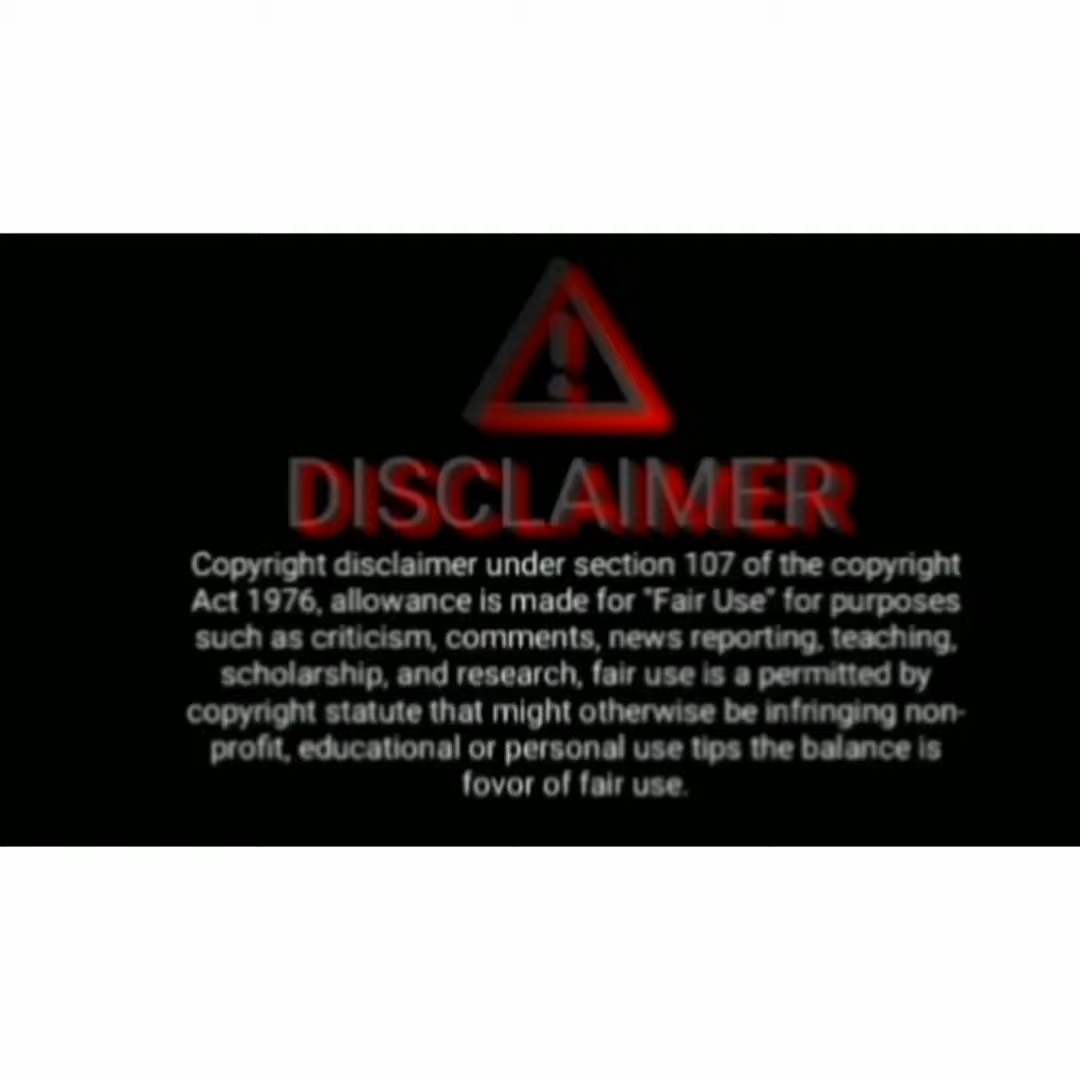 DISCLAIMER
Copyright disclaimer under section 107 of the copyright
Act 1976, allowance is made for "Fair Use" for purposes
such as criticism, comments, news reporting, teaching,
scholarship, and research, fair use is a permitted by
copyright statute that might otherwise be infringing non-
profit, educational or personal use tips the balance is
fovor of fair use.